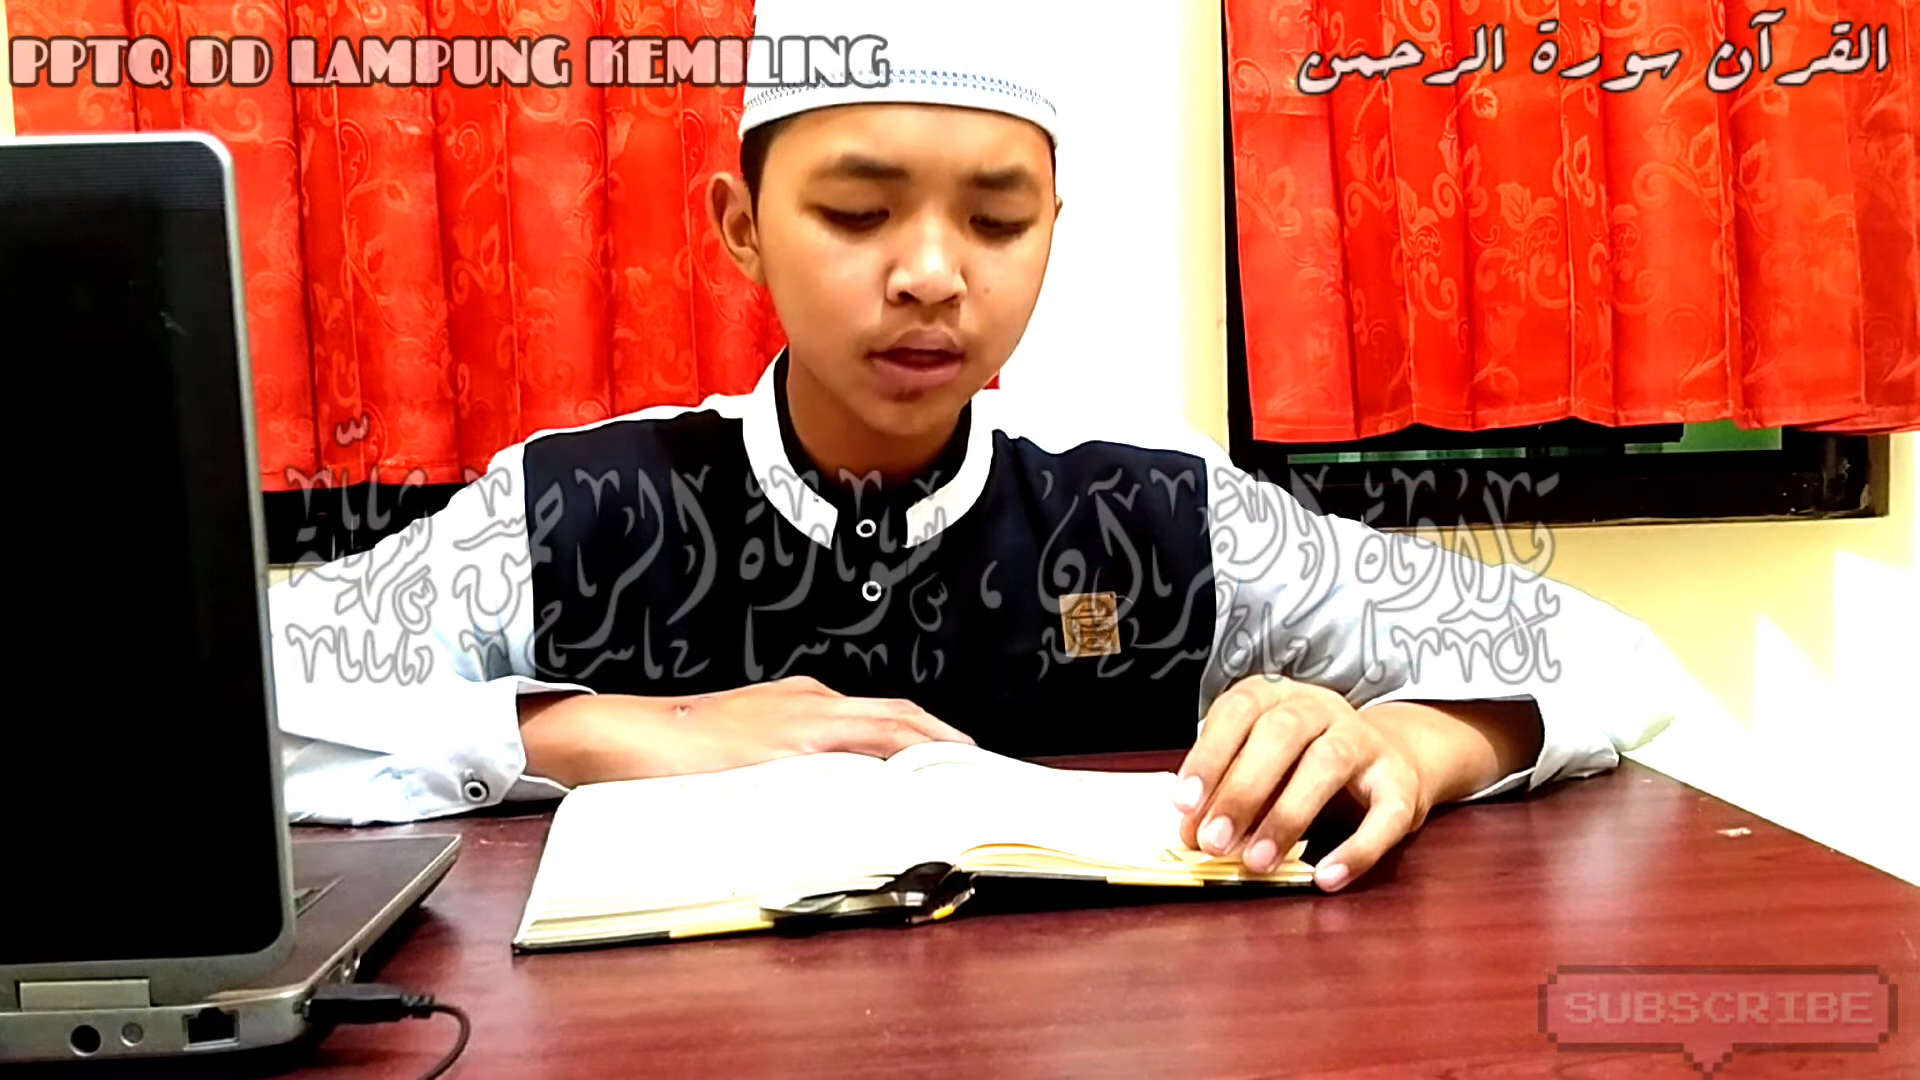 PPTQ DD LAMPUNG KEMILING
القرآن سورة الرحمن
تلاوة القرآن ، سورة الرحمن
SUBSCRIBE